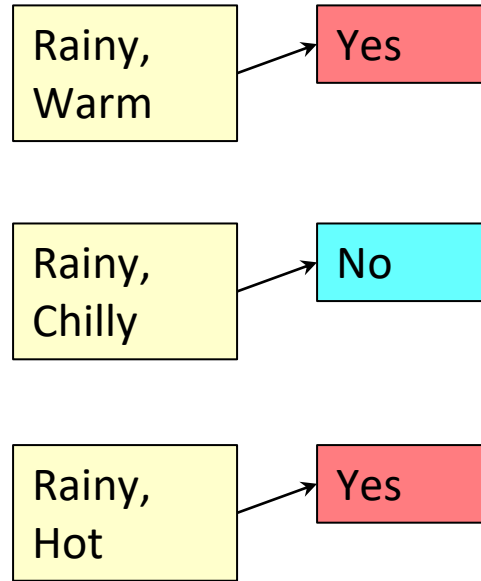 Rainy,
Warm
Yes
Rainy,
Chilly
No
Rainy,
Hot
Yes